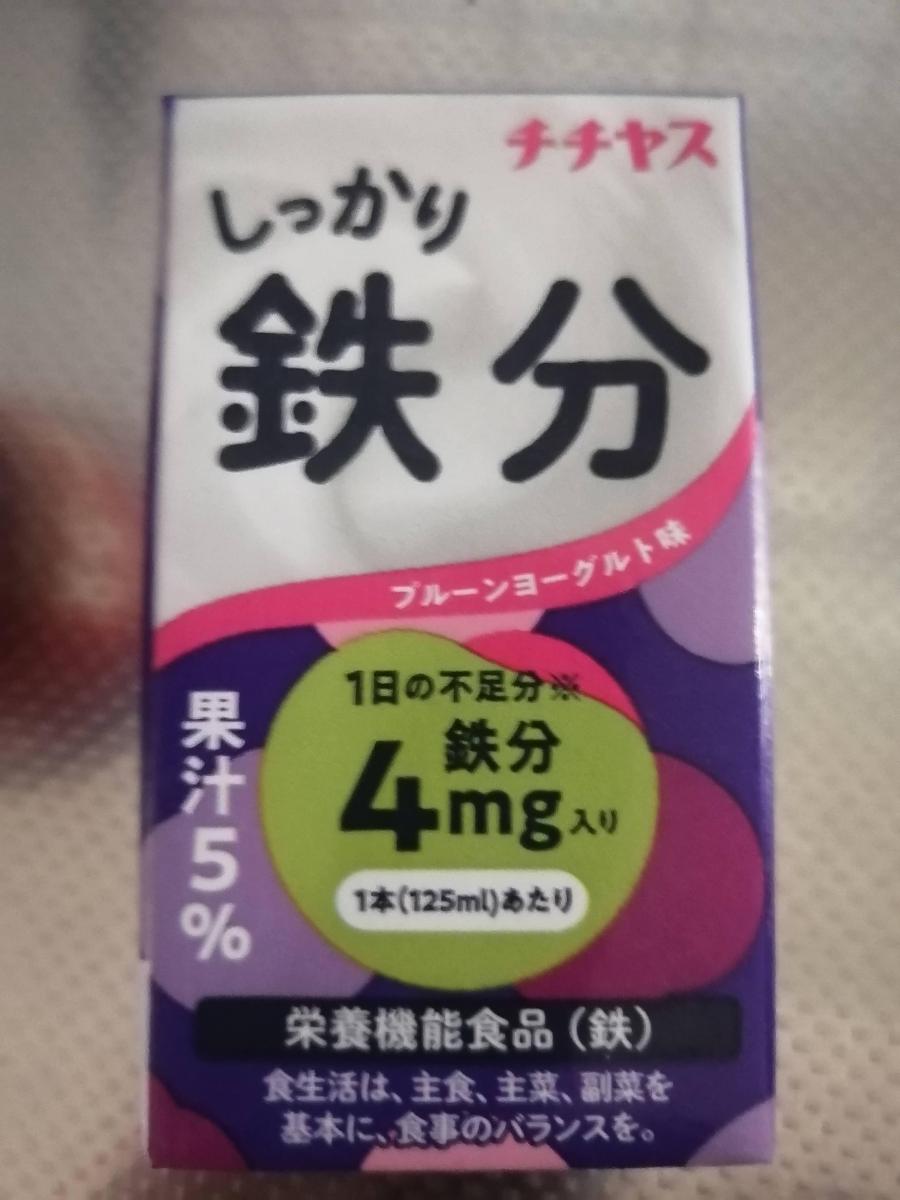 チチヤス
しっかり
鉄分
プルーンヨーグルト味
1日の不足分※
鉄分
4mg入り
1本(125ml)あたり
果汁5%
栄養機能食品(鉄)
食生活は、主食、主菜、副菜を
基本に、食事のバランスを。